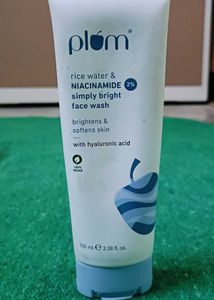 plum®
rice water &
NIACINAMIDE 2%
simply bright
face wash
brightens &
softens skin
with hyaluronic acid
100%
VEGAN
100 ml ℮ 3.38 fl. oz.